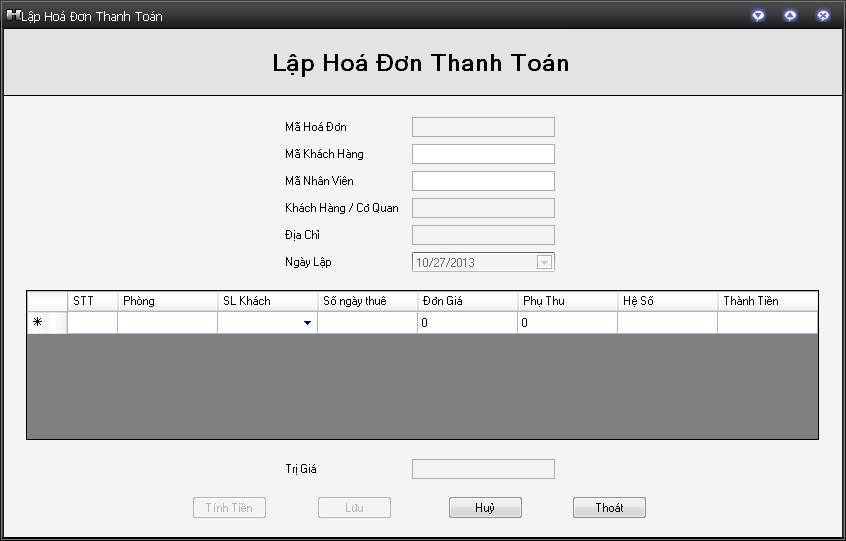 Lập Hoá Đơn Thanh Toán
Lập Hoá Đơn Thanh Toán
Mã Hoá Đơn
Mã Khách Hàng
Mã Nhân Viên
Khách Hàng / Cơ Quan
Địa Chỉ
Ngày Lập 10/27/2013
STT Phòng SL Khách Số ngày thuê Đơn Giá Phụ Thu Hệ Số Thành Tiền
* 0 0
Trị Giá
Tính Tiền Lưu Huỷ Thoát